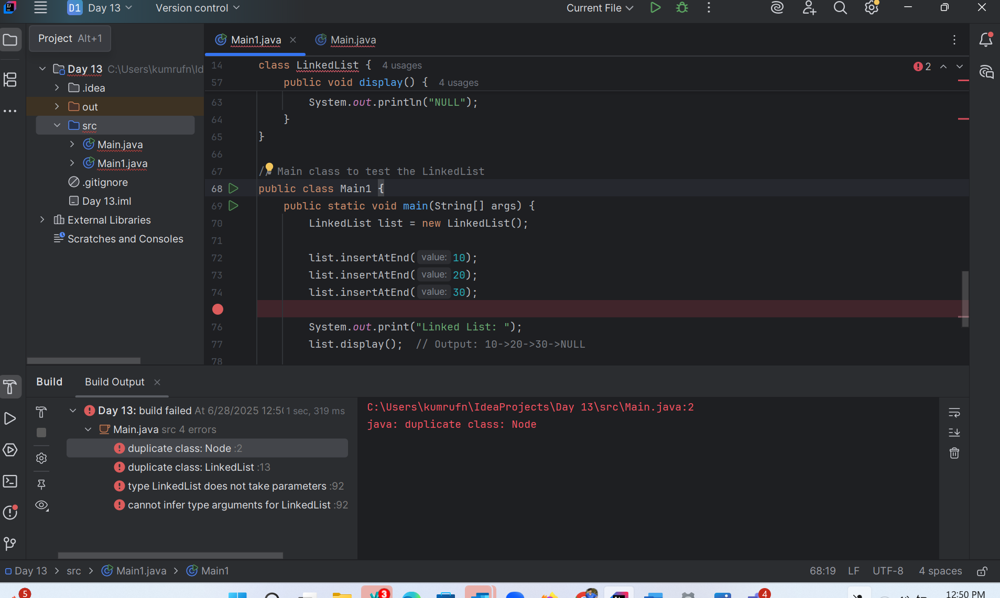 D1 Day 13 Version control Current File
Project Alt+1
Day 13 C:\Users\kumrufn\Id
.idea
out
src
Main.java
Main1.java
.gitignore
Day 13.iml
External Libraries
Scratches and Consoles
Main1.java Main.java
14 class LinkedList { 4 usages
57 public void display() { 4 usages
2
63 System.out.println("NULL");
64 }
65 }
66
67 // Main class to test the LinkedList
68 public class Main1 {
69 public static void main(String[] args) {
70 LinkedList list = new LinkedList();
71
72 list.insertAtEnd( value: 10);
73 list.insertAtEnd( value: 20);
74 list.insertAtEnd( value: 30);
76 System.out.print("Linked List: ");
77 list.display(); // Output: 10->20->30->NULL
78
Build Build Output
Day 13: build failed At 6/28/2025 12:50 1 sec, 319 ms
Main.java src 4 errors
duplicate class: Node :2
duplicate class: LinkedList :13
type LinkedList does not take parameters :92
cannot infer type arguments for LinkedList :92
C:\Users\kumrufn\IdeaProjects\Day 13\src\Main.java:2
java: duplicate class: Node
Day 13 > src > Main1.java > Main1 68:19 LF UTF-8 4 spaces
5 3 4 12:50 PM